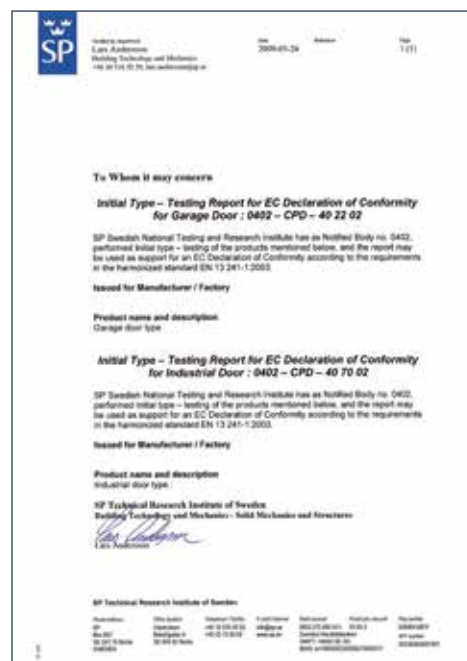 SP
Lars Andersson
Building Technology and Mechanics
Date
2009-03-26
Reference
Page
1 (1)
To Whom it may concern
Initial Type – Testing Report for EC Declaration of Conformity
for Garage Door : 0402 – CPD – 40 22 02
SP Swedish National Testing and Research Institute has as Notified Body no. 0402,
performed initial type – testing of the products mentioned below, and the report may
be used as support for an EC Declaration of Conformity according to the requirements
in the harmonized standard EN 13 241-1:2003.
Issued for Manufacturer / Factory
Product name and description
Garage door type
Initial Type – Testing Report for EC Declaration of Conformity
for Industrial Door : 0402 – CPD – 40 70 02
SP Swedish National Testing and Research Institute has as Notified Body no. 0402,
performed initial type – testing of the products mentioned below, and the report may
be used as support for an EC Declaration of Conformity according to the requirements
in the harmonized standard EN 13 241-1:2003.
Issued for Manufacturer / Factory
Product name and description
Industrial door type
SP Technical Research Institute of Sweden
Building Technology and Mechanics - Solid Mechanics and Structures
Lars Andersson
SP Technical Research Institute of Sweden